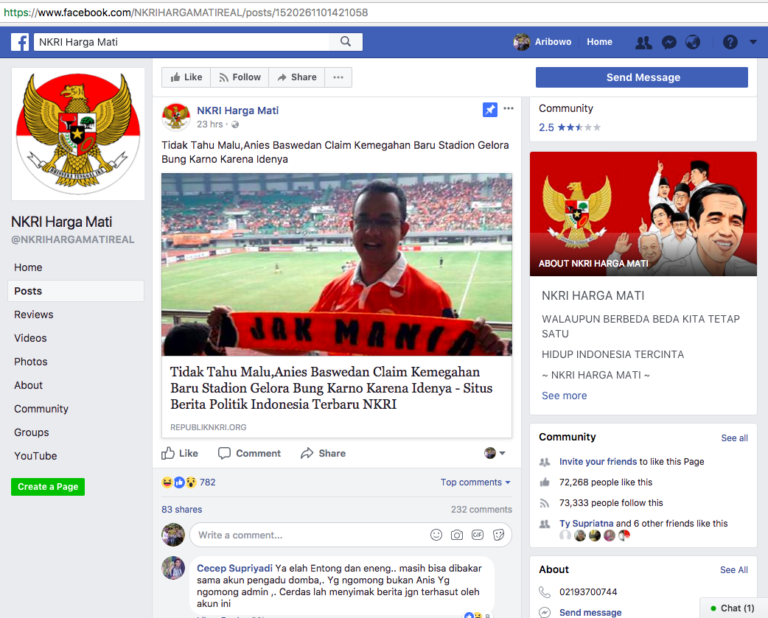 https://www.facebook.com/NKRIHARGAMATIREAL/posts/1520261101421058
NKRI Harga Mati
Aribowo
Home
Like
Follow
Share
Send Message
NKRI Harga Mati
@NKRIHARGAMATIREAL
Home
Posts
Reviews
Videos
Photos
About
Community
Groups
YouTube
Create a Page
NKRI Harga Mati
23 hrs ·
Tidak Tahu Malu,Anies Baswedan Claim Kemegahan Baru Stadion Gelora
Bung Karno Karena Idenya
JAK MANIA
Tidak Tahu Malu,Anies Baswedan Claim Kemegahan
Baru Stadion Gelora Bung Karno Karena Idenya - Situs
Berita Politik Indonesia Terbaru NKRI
REPUBLIKNKRI.ORG
Like
Comment
Share
782
Top comments
83 shares
232 comments
Write a comment...
GIF
Cecep Supriyadi Ya elah Entong dan eneng.. masih bisa dibakar
sama akun pengadu domba,. Yg ngomong bukan Anis Yg
ngomong admin ,. Cerdas lah menyimak berita jgn terhasut oleh
akun ini
Community
2.5
ABOUT NKRI HARGA MATI
NKRI HARGA MATI
WALAUPUN BERBEDA BEDA KITA TETAP
SATU
HIDUP INDONESIA TERCINTA
~ NKRI HARGA MATI ~
See more
Community
See all
Invite your friends to like this Page
72,268 people like this
73,333 people follow this
Ty Supriatna and 6 other friends like this
About
See All
02193700744
Send message
Chat (1)